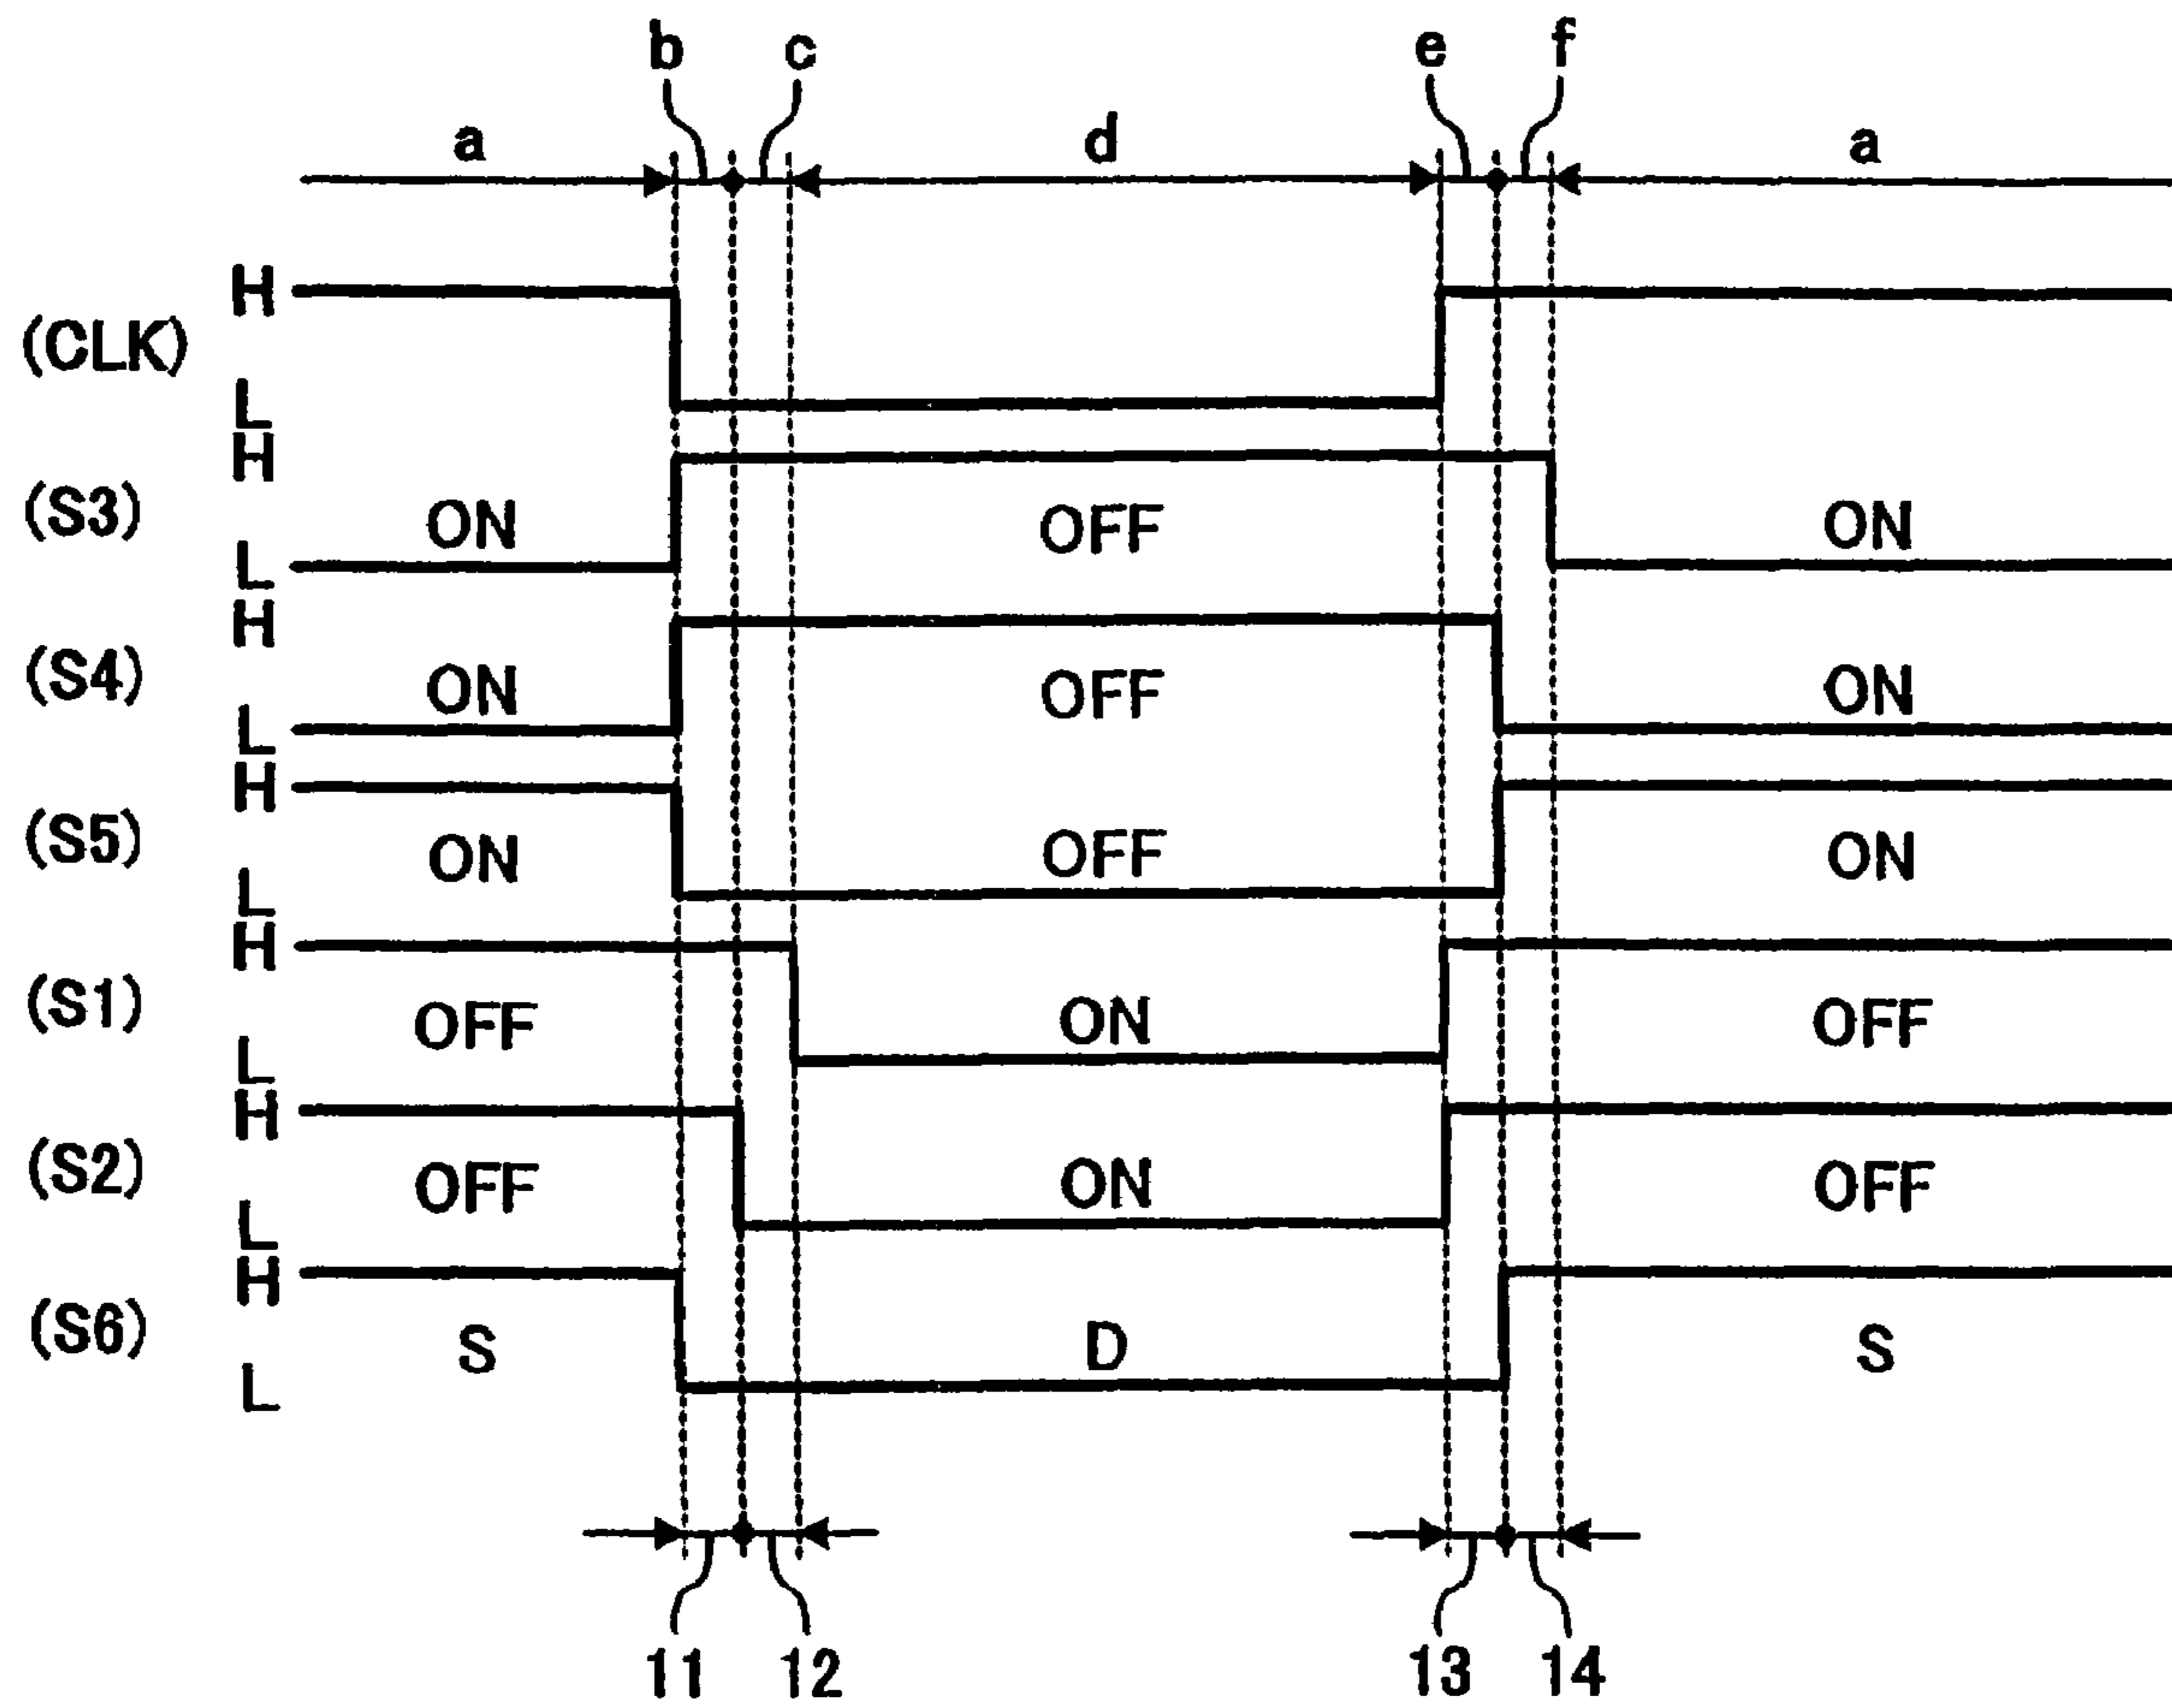 b c e f
a d a
H
(CLK)
L
H
(S3) ON OFF ON
L
H
(S4) ON OFF ON
L
H
(S5) ON OFF ON
L
H
(S1) OFF ON OFF
L
H
(S2) OFF ON OFF
L
H
(S6) S D S
L
11 12 13 14